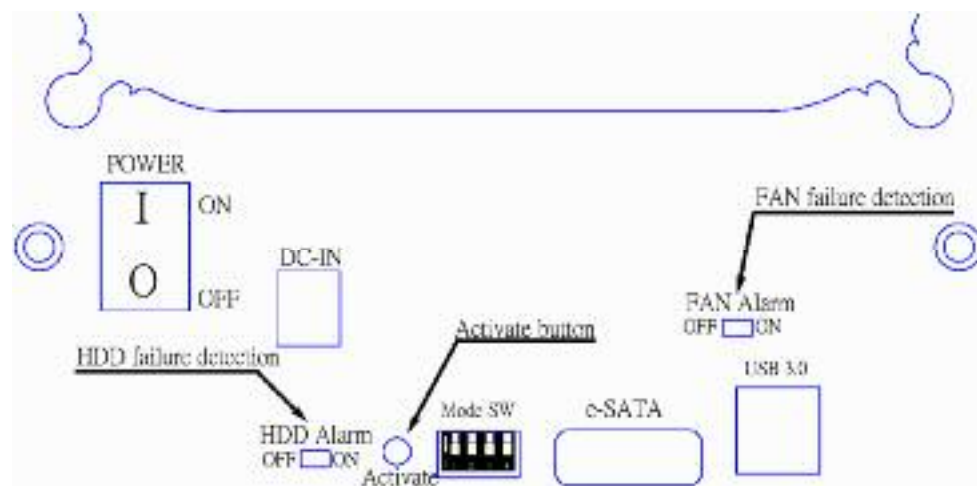 POWER
I
ON
O
OFF
DC-IN
FAN failure detection
FAN Alarm
OFF ON
Activate button
HDD failure detection
USB 3.0
HDD Alarm
OFF ON
Activate
Mode SW
e-SATA